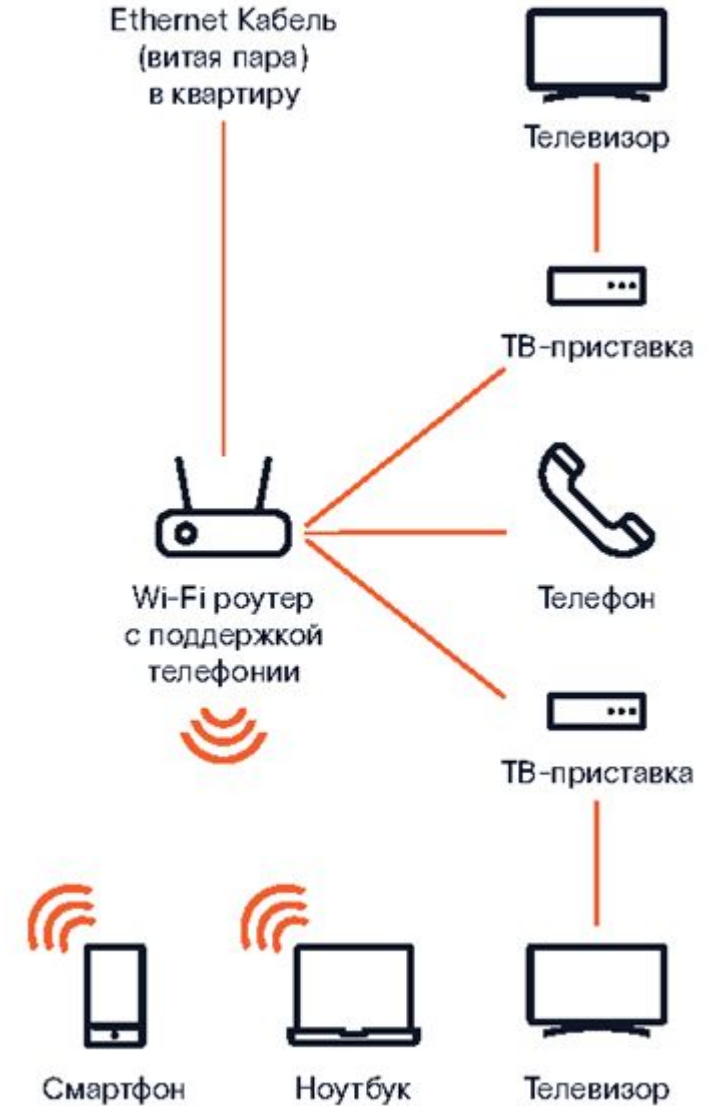 Ethernet Кабель
(витая пара)
в квартиру
Телевизор
ТВ-приставка
Wi-Fi роутер
с поддержкой
телефонии
Телефон
ТВ-приставка
Смартфон
Ноутбук
Телевизор